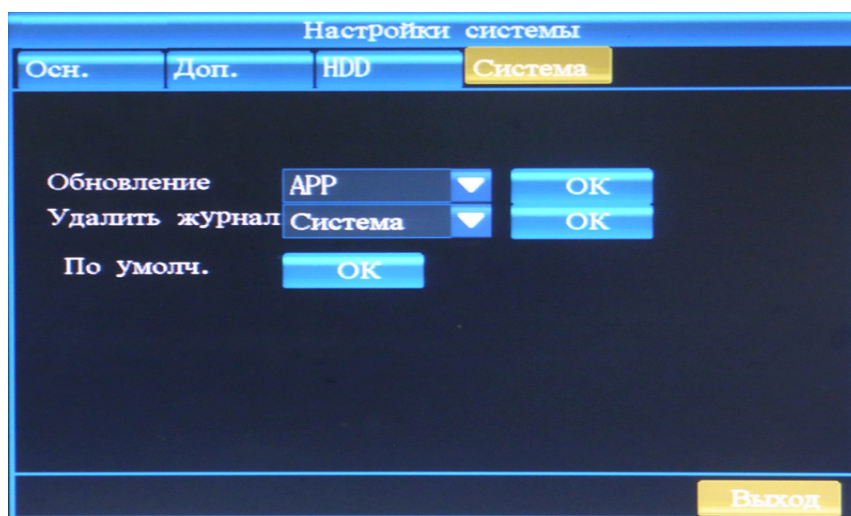 Настройки системы
Осн. Доп. HDD Система
Обновление APP OK
Удалить журнал Система OK
По умолч. OK
Выход